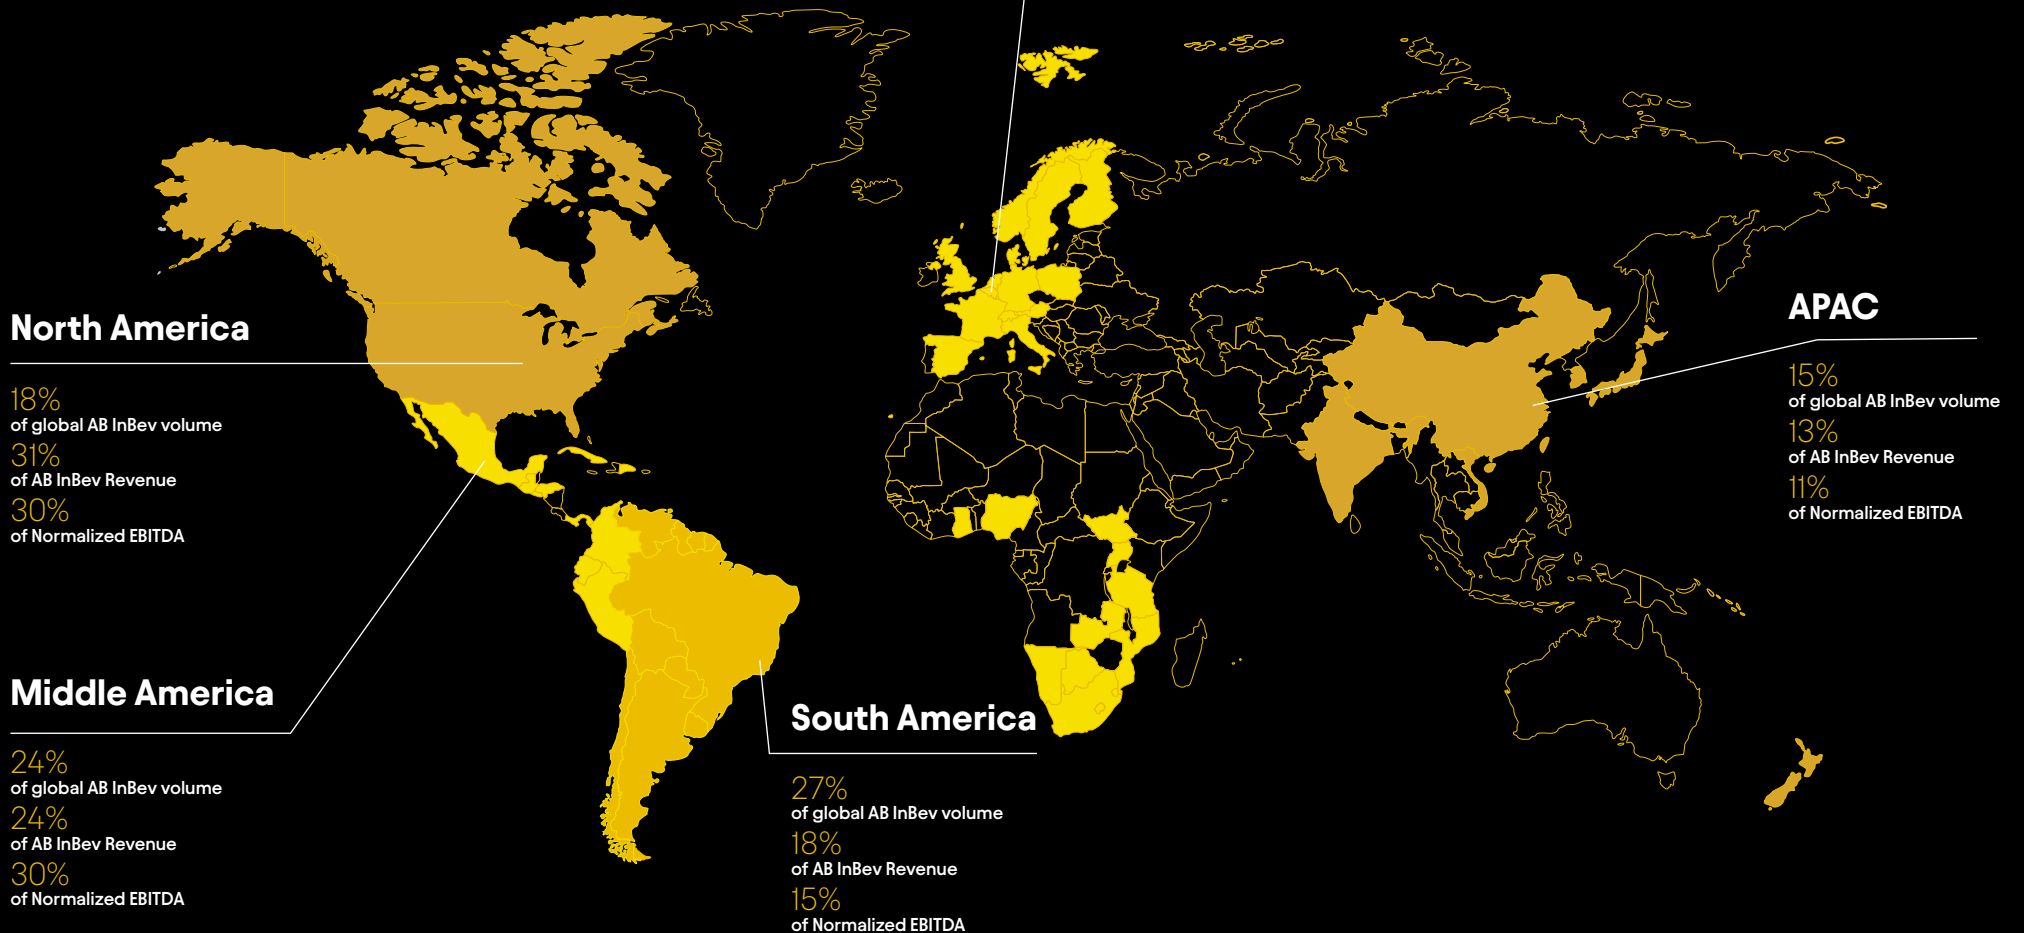 North America
18%
of global AB InBev volume
31%
of AB InBev Revenue
30%
of Normalized EBITDA
Middle America
24%
of global AB InBev volume
24%
of AB InBev Revenue
30%
of Normalized EBITDA
South America
27%
of global AB InBev volume
18%
of AB InBev Revenue
15%
of Normalized EBITDA
APAC
15%
of global AB InBev volume
13%
of AB InBev Revenue
11%
of Normalized EBITDA